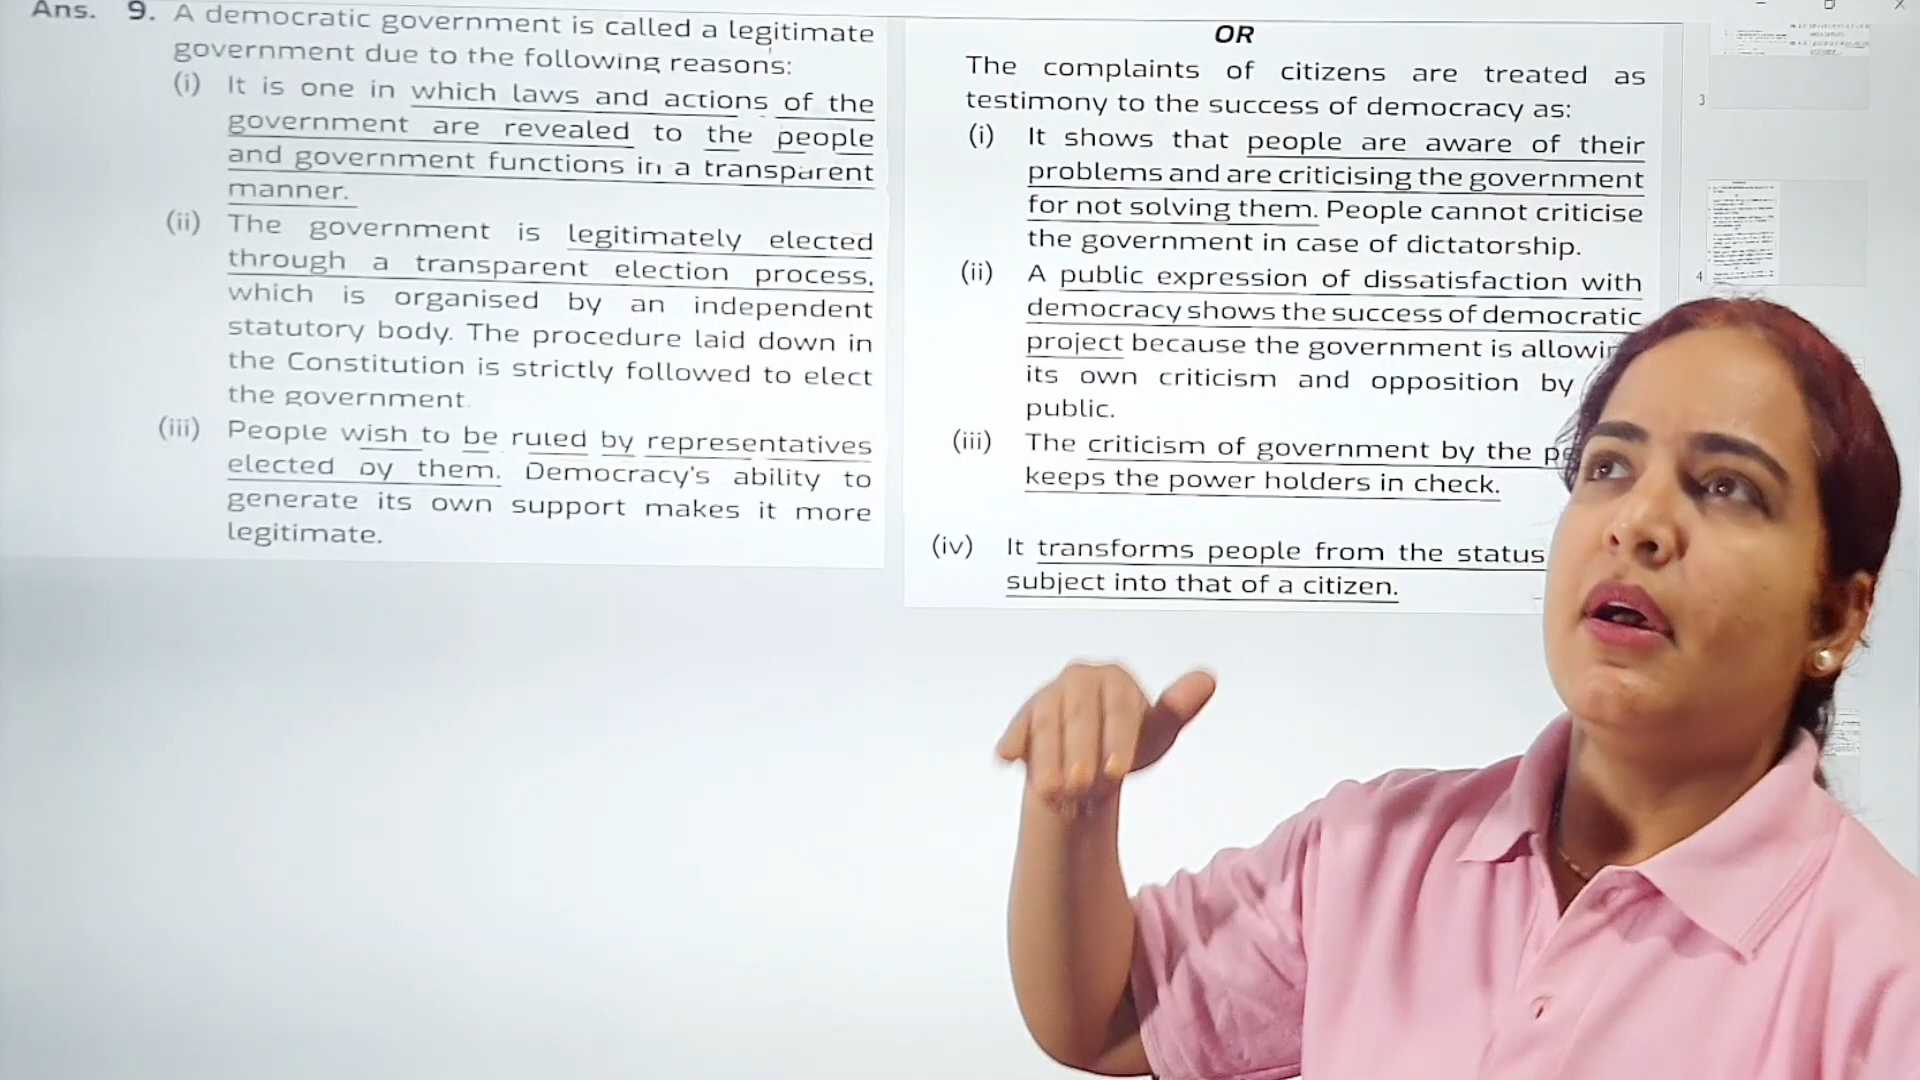 Ans. 9. A democratic government is called a legitimate
government due to the following reasons:
(i) It is one in which laws and actions of the
government are revealed to the people
and government functions in a transparent
manner.
(ii) The government is legitimately elected
through a transparent election process,
which is organised by an independent
statutory body. The procedure laid down in
the Constitution is strictly followed to elect
the government.
(iii) People wish to be ruled by representatives
elected by them. Democracy's ability to
generate its own support makes it more
legitimate.
OR
The complaints of citizens are treated as
testimony to the success of democracy as:
(i) It shows that people are aware of their
problems and are criticising the government
for not solving them. People cannot criticise
the government in case of dictatorship.
(ii) A public expression of dissatisfaction with
democracy shows the success of democratic
project because the government is
its own criticism and opposition by
public.
(iii) The criticism of government by the
keeps the power holders in check.
(iv) It transforms people from the status
subject into that of a citizen.
3
4